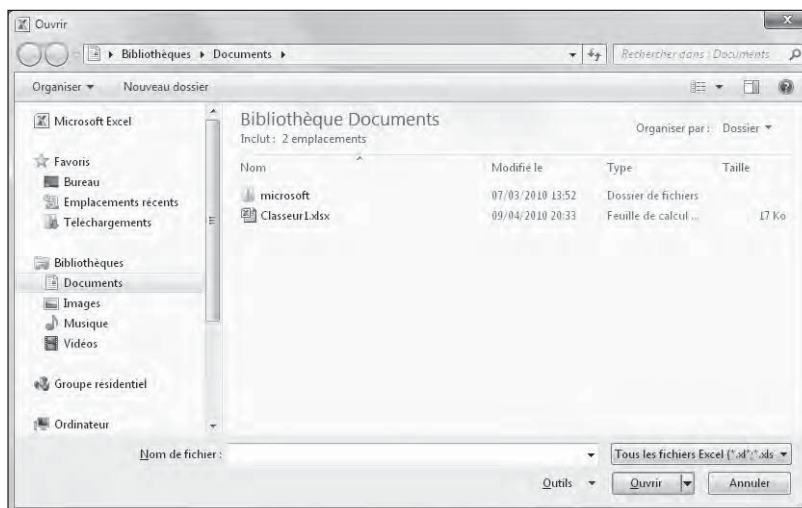 Ouvrir
Bibliothèques Documents
Rechercher dans : Documents
Organiser Nouveau dossier
Microsoft Excel
Favoris
Bureau
Emplacements récents
Téléchargements
Bibliothèques
Documents
Images
Musique
Vidéos
Groupe résidentiel
Ordinateur
Bibliothèque Documents
Inclut : 2 emplacements
Organiser par : Dossier
Nom Modifié le Type Taille
microsoft 07/03/2010 13:52 Dossier de fichiers
Classeur1.xlsx 09/04/2010 20:33 Feuille de calcul ... 17 Ko
Nom de fichier :
Tous les fichiers Excel (*.xl*;*.xls
Outils Ouvrir Annuler